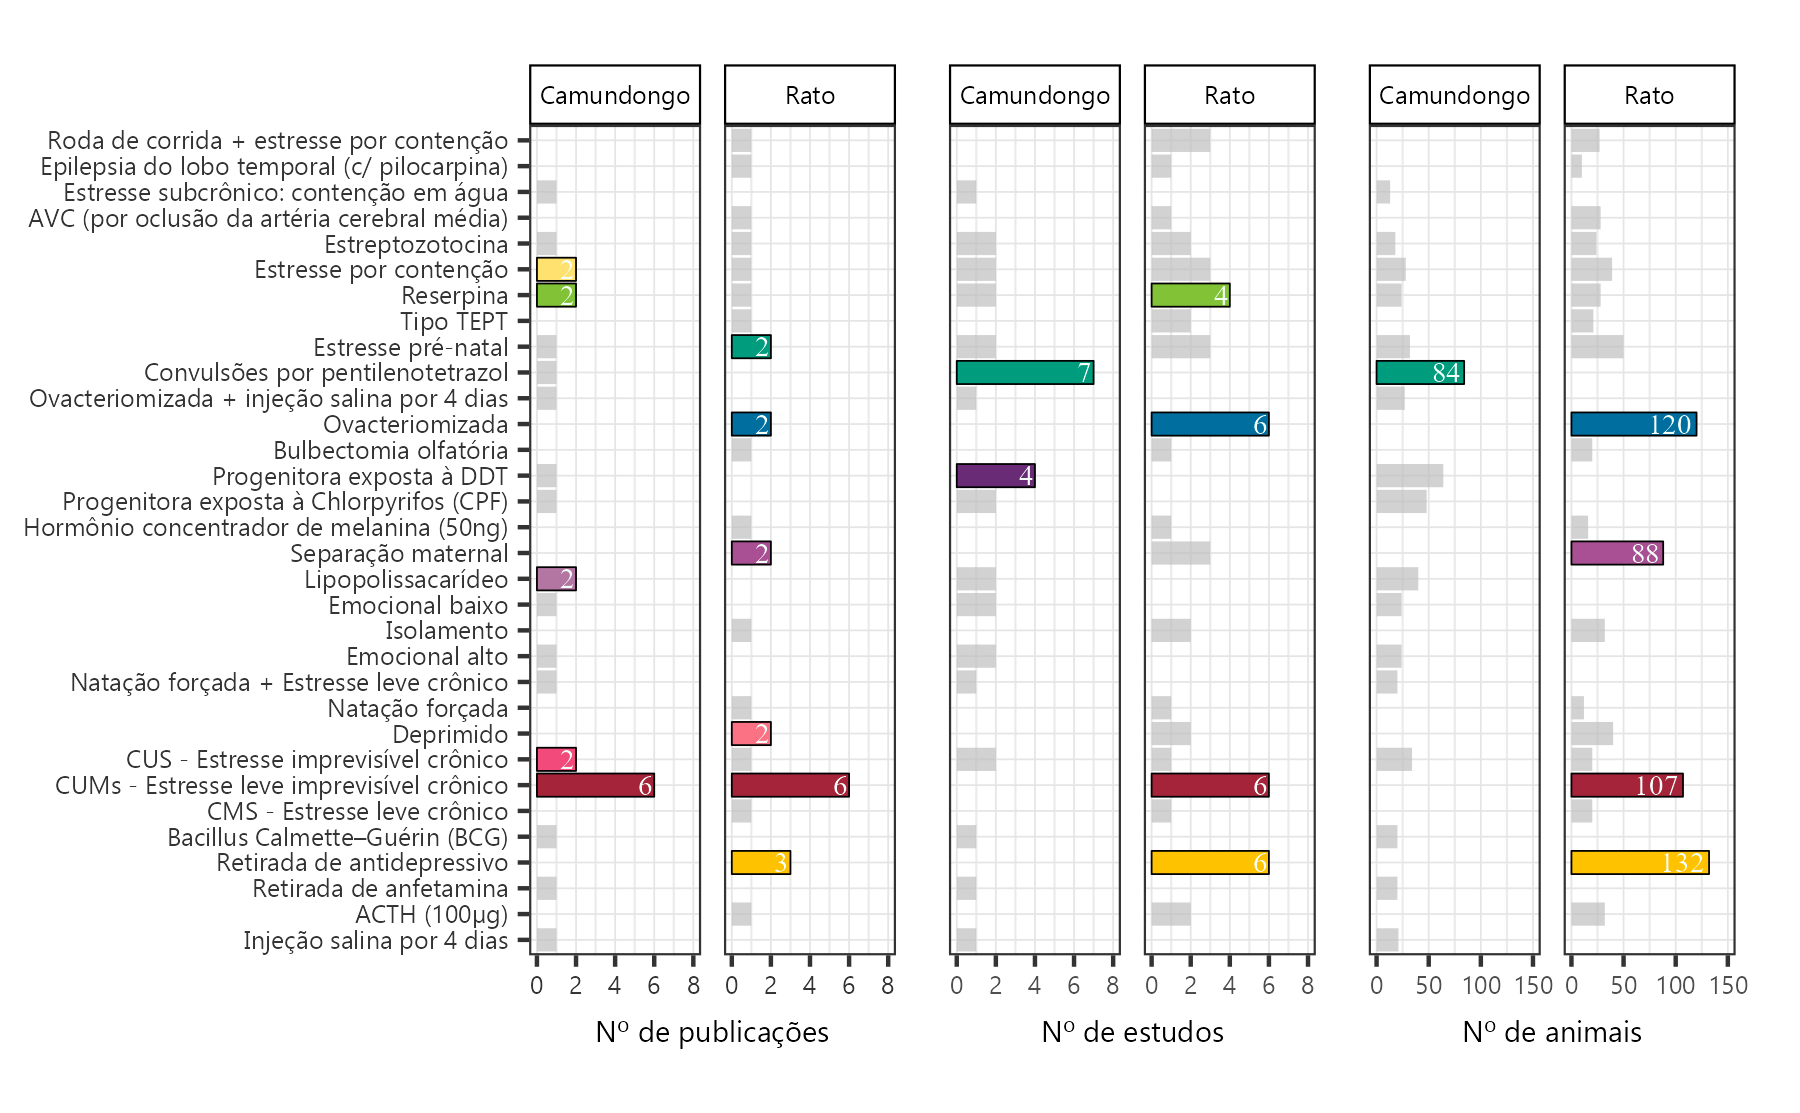 Camundongo Rato Camundongo Rato Camundongo Rato
Roda de corrida + estresse por contenção
Epilepsia do lobo temporal (c/ pilocarpina)
Estresse subcrônico: contenção em água
AVC (por oclusão da artéria cerebral média)
Estreptozotocina
Estresse por contenção 2
Reserpina 2 4
Tipo TEPT
Estresse pré-natal 2
Convulsões por pentilenotetrazol 7 84
Ovacteriomizada + injeção salina por 4 dias
Ovacteriomizada 2 6 120
Bulbectomia olfatória
Progenitora exposta à DDT 4
Progenitora exposta à Chlorpyrifos (CPF)
Hormônio concentrador de melanina (50ng)
Separação maternal 2 88
Lipopolissacarídeo 2
Emocional baixo
Isolamento
Emocional alto
Natação forçada + Estresse leve crônico
Natação forçada
Deprimido 2
CUS - Estresse imprevisível crônico 2
CUMs - Estresse leve imprevisível crônico 6 6 6 107
CMS - Estresse leve crônico
Bacillus Calmette–Guérin (BCG)
Retirada de antidepressivo 3 6 132
Retirada de anfetamina
ACTH (100µg)
Injeção salina por 4 dias
0 2 4 6 8 0 2 4 6 8 0 2 4 6 8 0 2 4 6 8 0 50 100 150 0 50 100 150
Nº de publicações Nº de estudos Nº de animais